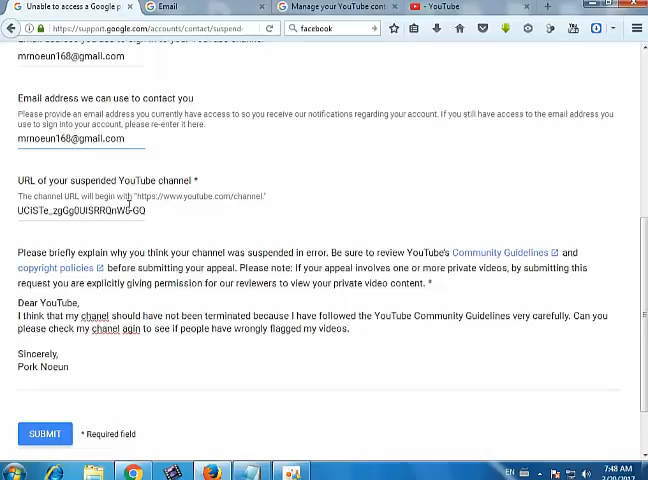 Unable to access a Google p
Email
Manage your YouTube cont
- YouTube
https://support.google.com/accounts/contact/suspend
facebook
mrnoeun168@gmail.com
Email address we can use to contact you
Please provide an email address you currently have access to so you receive our notifications regarding your account. If you still have access to the email address you
use to sign into your account, please re-enter it here.
mrnoeun168@gmail.com
URL of your suspended YouTube channel *
The channel URL will begin with "https://www.youtube.com/channel."
Please briefly explain why you think your channel was suspended in error. Be sure to review YouTube's Community Guidelines and
copyright policies before submitting your appeal. Please note: If your appeal involves one or more private videos, by submitting this
request you are explicitly giving permission for our reviewers to view your private video content. *
Dear YouTube,
I think that my chanel should have not been terminated because I have followed the YouTube Community Guidelines very carefully. Can you
please check my chanel agin to see if people have wrongly flagged my videos.
Sincerely,
Pork Noeun
SUBMIT * Required field
EN
7:48 AM